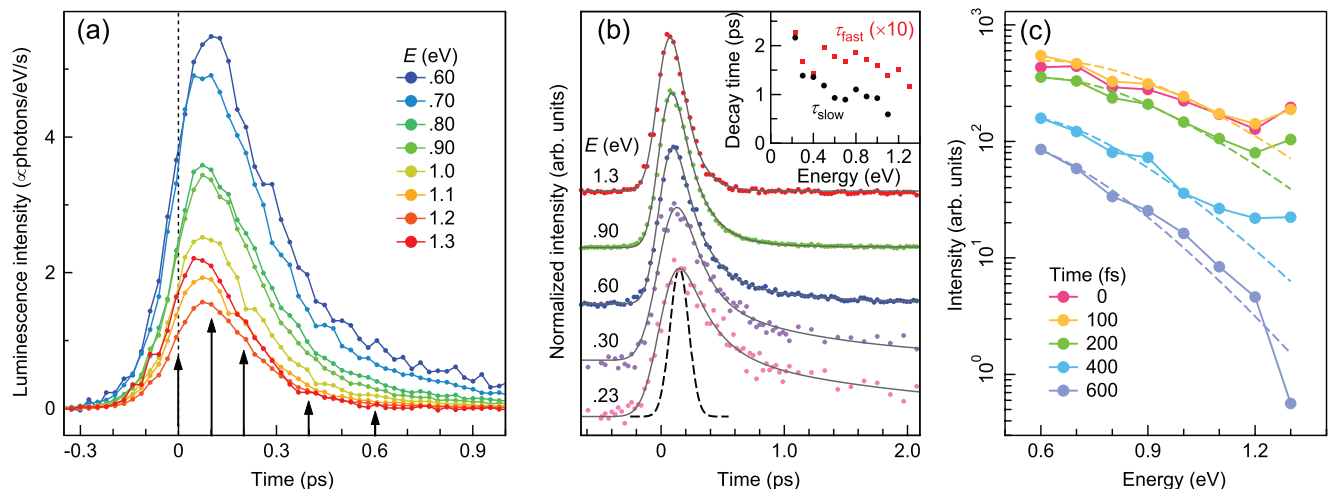 (a)
E (eV)
.60
.70
.80
.90
1.0
1.1
1.2
1.3
Luminescence intensity (∝photons/eV/s)
4
2
0
-0.3
0
0.3
0.6
0.9
Time (ps)
(b)
E (eV)
1.3
.90
.60
.30
.23
Normalized intensity (arb. units)
0
1.0
2.0
Time (ps)
τfast (×10)
τslow
Decay time (ps)
2
1
0
0
0.4
0.8
1.2
Energy (eV)
(c)
Intensity (arb. units)
10³
10²
10¹
10⁰
Time (fs)
0
100
200
400
600
0.6
0.9
1.2
Energy (eV)